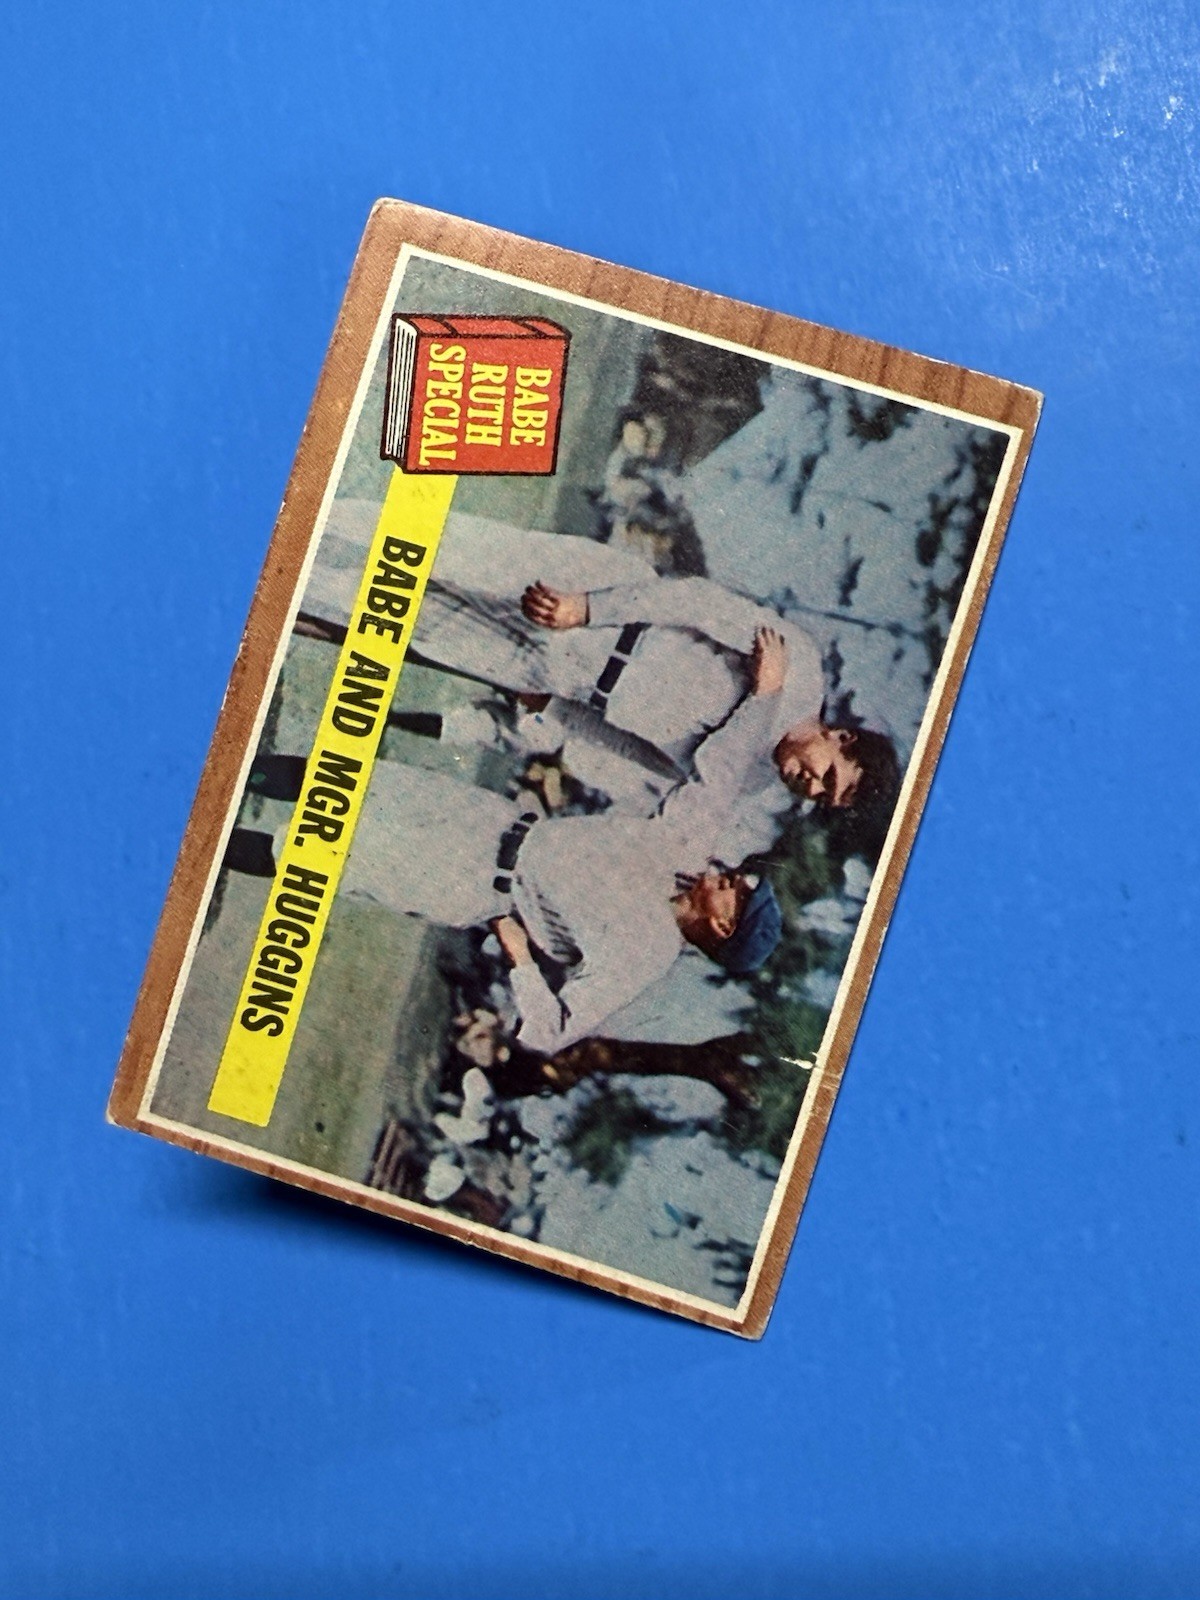 BABE
RUTH
SPECIAL
BABE AND MGR. HUGGINS